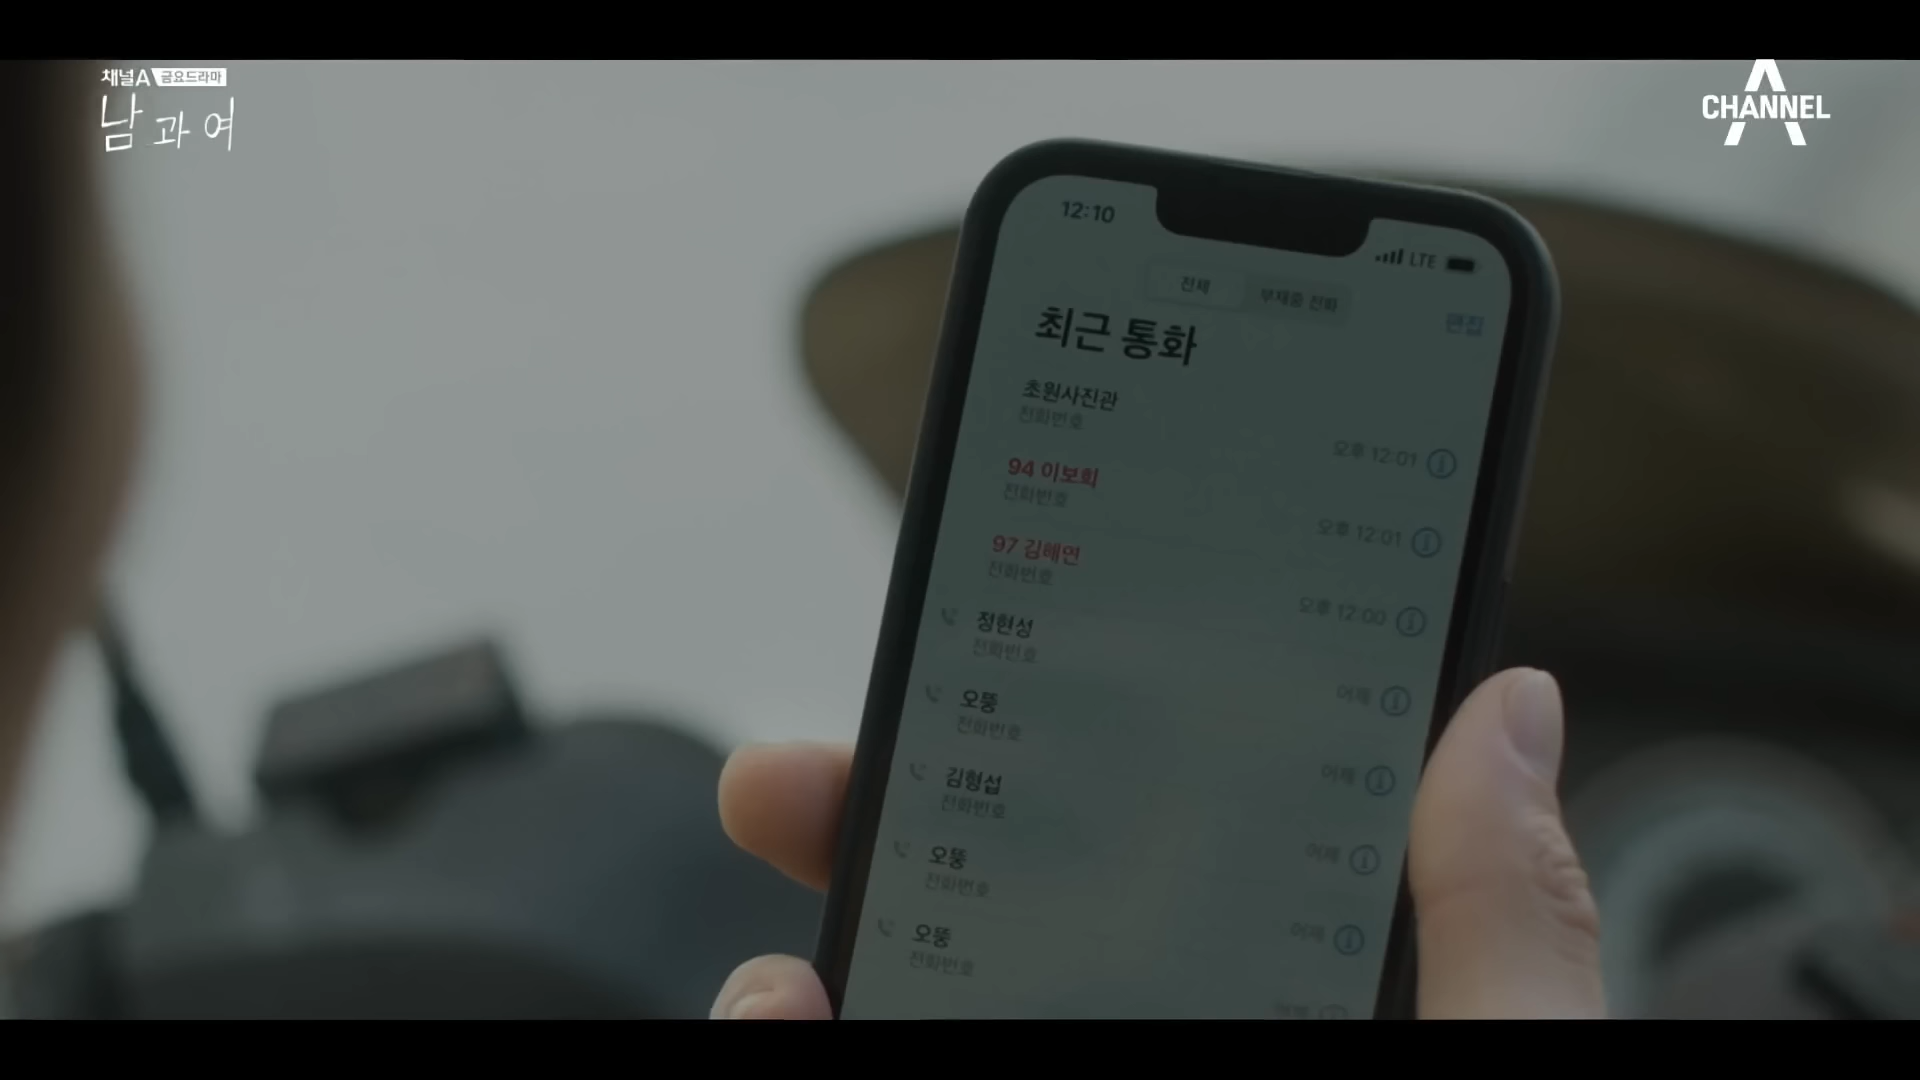 채널A 금요드라마
남과여
CHANNEL A
12:10
LTE
전체 부재중 전화
편집
최근 통화
초원사진관
전화번호
오후 12:01
94 이보희
전화번호
오후 12:01
97 김해연
전화번호
오후 12:00
정현성
전화번호
어제
오뚱
전화번호
어제
김형섭
전화번호
어제
오뚱
전화번호
어제
오뚱
전화번호
어제